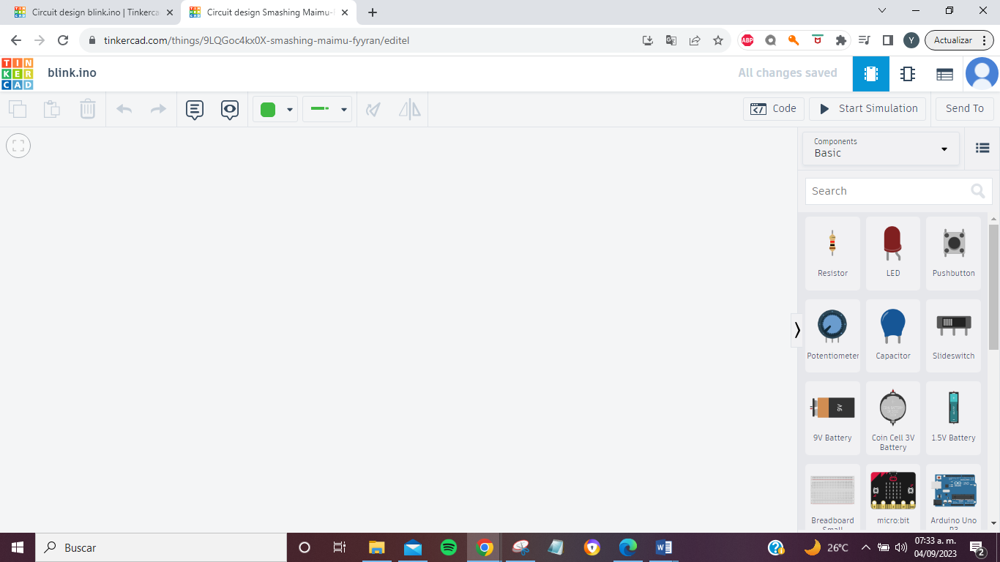 Circuit design blink.ino | Tinkerca
Circuit design Smashing Maimu-
tinkercad.com/things/9LQGoc4kx0X-smashing-maimu-fyyran/editel
ABP
Y
Actualizar
TIN
KER
CAD
blink.ino
All changes saved
Code
Start Simulation
Send To
Components
Basic
Search
Resistor
LED
Pushbutton
Potentiometer
Capacitor
Slideswitch
9V
9V Battery
Coin Cell 3V
Battery
1.5V Battery
Breadboard
Small
micro:bit
Arduino Uno
R3
Buscar
26°C
07:33 a. m.
04/09/2023
2